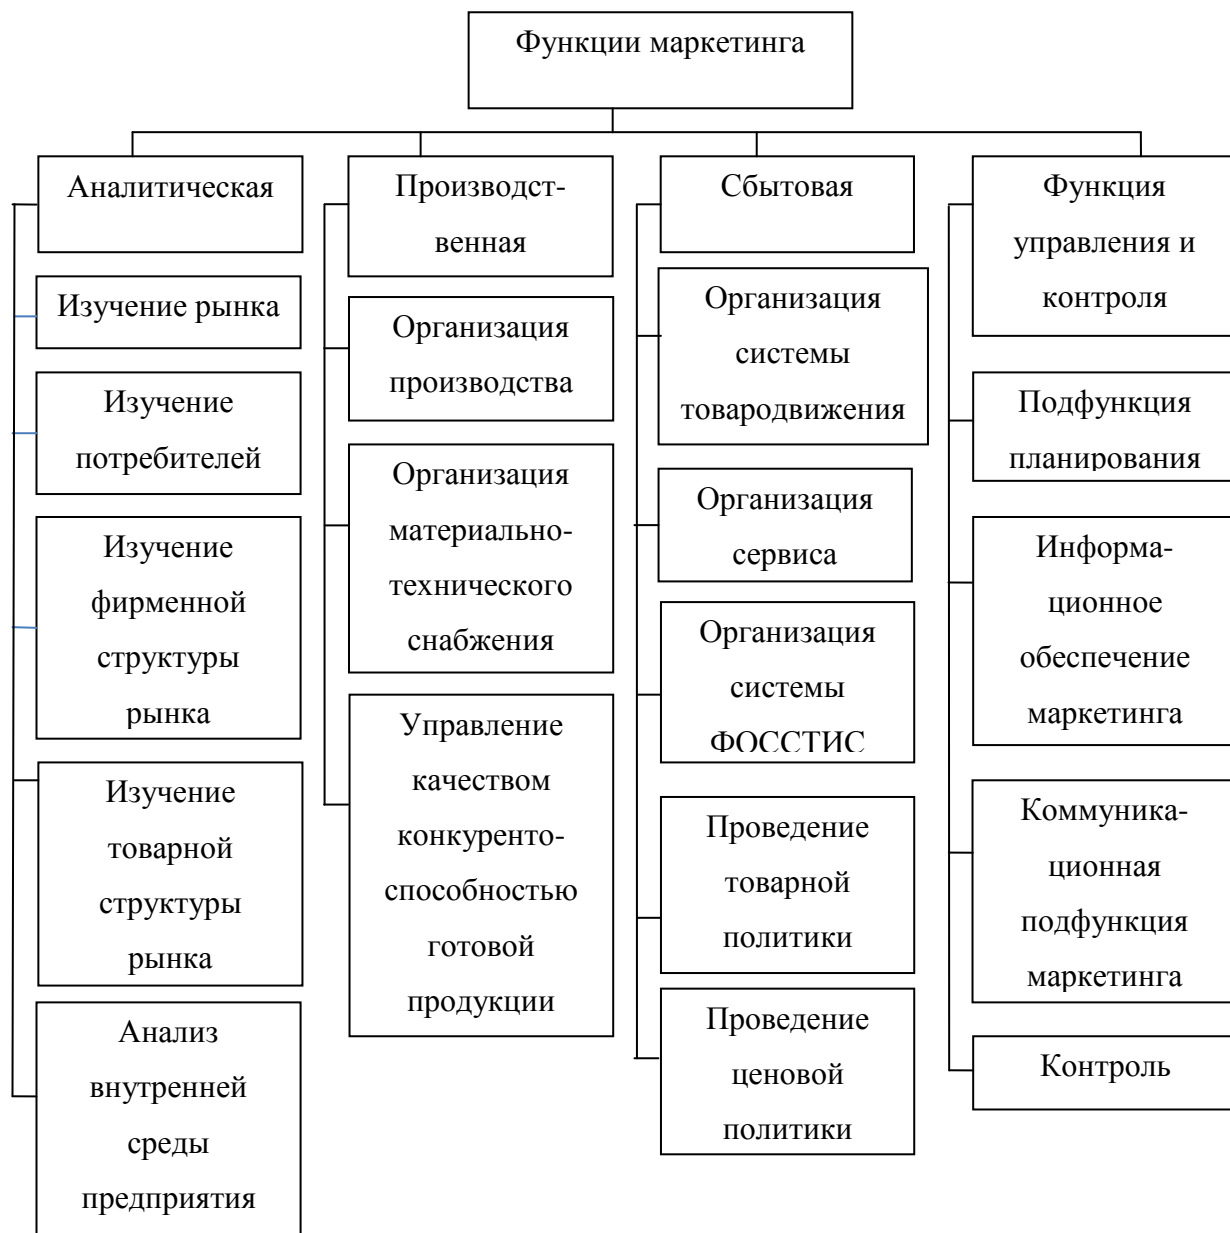 Функции маркетинга
Аналитическая
Изучение рынка
Изучение
потребителей
Изучение
фирменной
структуры
рынка
Изучение
товарной
структуры
рынка
Анализ
внутренней
среды
предприятия
Производст-
венная
Организация
производства
Организация
материально-
технического
снабжения
Управление
качеством
конкуренто-
способностью
готовой
продукции
Сбытовая
Организация
системы
товародвижения
Организация
сервиса
Организация
системы
ФОССТИС
Проведение
товарной
политики
Проведение
ценовой
политики
Функция
управления и
контроля
Подфункция
планирования
Информа-
ционное
обеспечение
маркетинга
Коммуника-
ционная
подфункция
маркетинга
Контроль